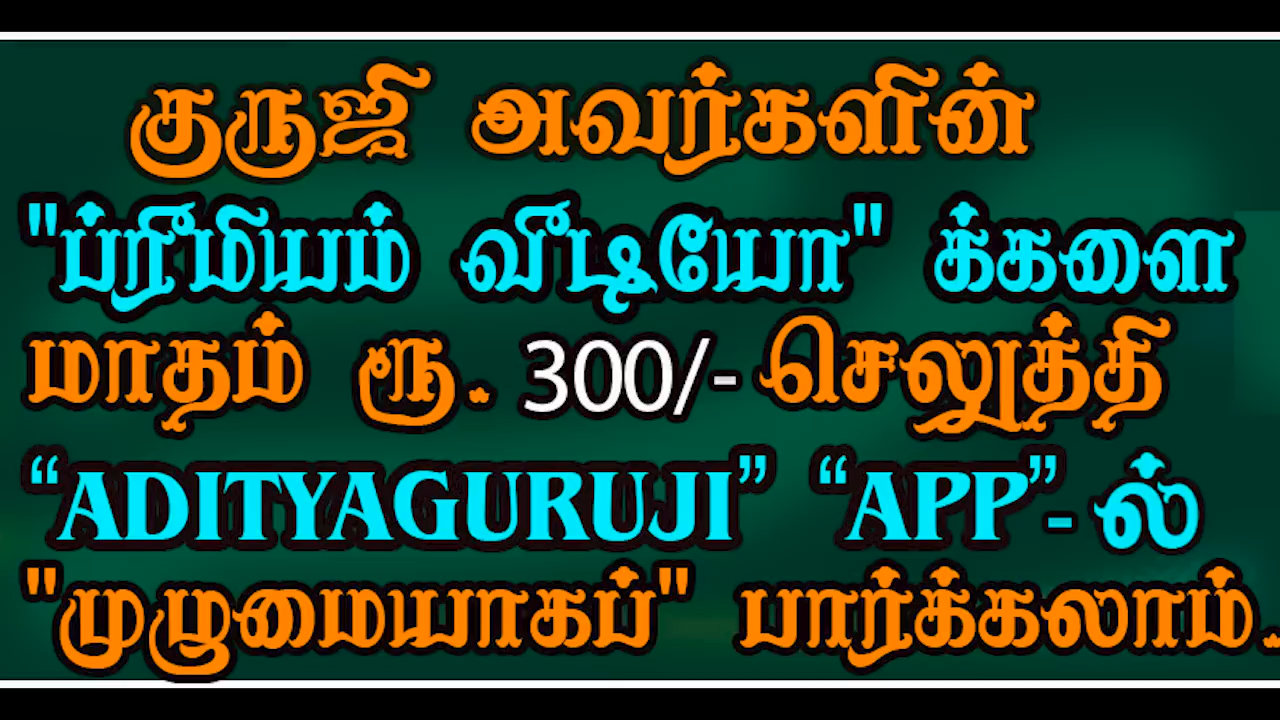 குருஜி அவர்களின்
"ப்ரீமியம் வீடியோ" க்களை
மாதம் ரூ. 300/- செலுத்தி
“ADITYAGURUJI” “APP”- ல்
"முழுமையாகப்" பார்க்கலாம்.